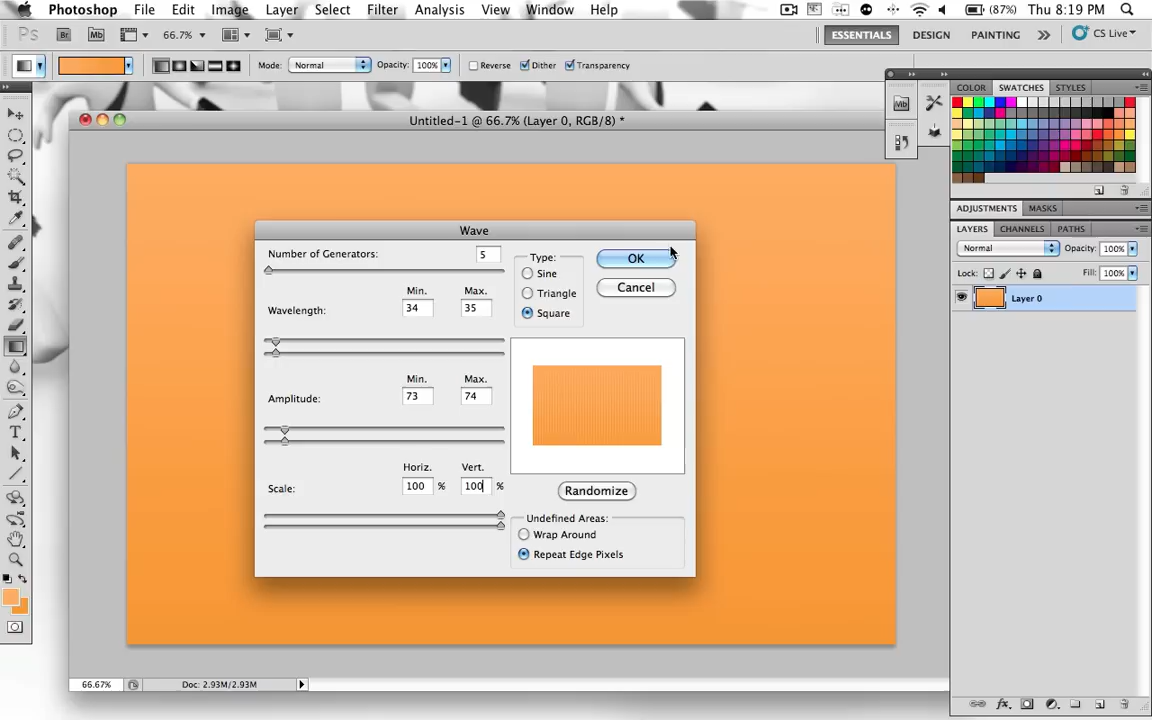 Photoshop File Edit Image Layer Select Filter Analysis View Window Help (87%) Thu 8:19 PM
Ps Br Mb 66.7% ESSENTIALS DESIGN PAINTING CS Live
Mode: Normal Opacity: 100% Reverse Dither Transparency
Untitled-1 @ 66.7% (Layer 0, RGB/8) *
Mb
COLOR SWATCHES STYLES
ADJUSTMENTS MASKS
LAYERS CHANNELS PATHS
Normal Opacity: 100%
Lock: Fill: 100%
Layer 0
fx
Wave
Number of Generators: 5
Min. Max.
Wavelength: 34 35
Min. Max.
Amplitude: 73 74
Horiz. Vert.
Scale: 100 % 100 %
Type:
Sine
Triangle
Square
OK
Cancel
Randomize
Undefined Areas:
Wrap Around
Repeat Edge Pixels
T
66.67% Doc: 2.93M/2.93M